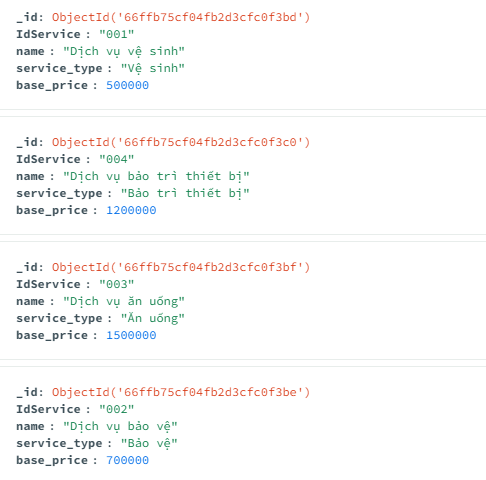 _id: ObjectId('66ffb75cf04fb2d3cfc0f3bd')
IdService : "001"
name : "Dịch vụ vệ sinh"
service_type : "Vệ sinh"
base_price : 500000
_id: ObjectId('66ffb75cf04fb2d3cfc0f3c0')
IdService : "004"
name : "Dịch vụ bảo trì thiết bị"
service_type : "Bảo trì thiết bị"
base_price : 1200000
_id: ObjectId('66ffb75cf04fb2d3cfc0f3bf')
IdService : "003"
name : "Dịch vụ ăn uống"
service_type : "Ăn uống"
base_price : 1500000
_id: ObjectId('66ffb75cf04fb2d3cfc0f3be')
IdService : "002"
name : "Dịch vụ bảo vệ"
service_type : "Bảo vệ"
base_price : 700000